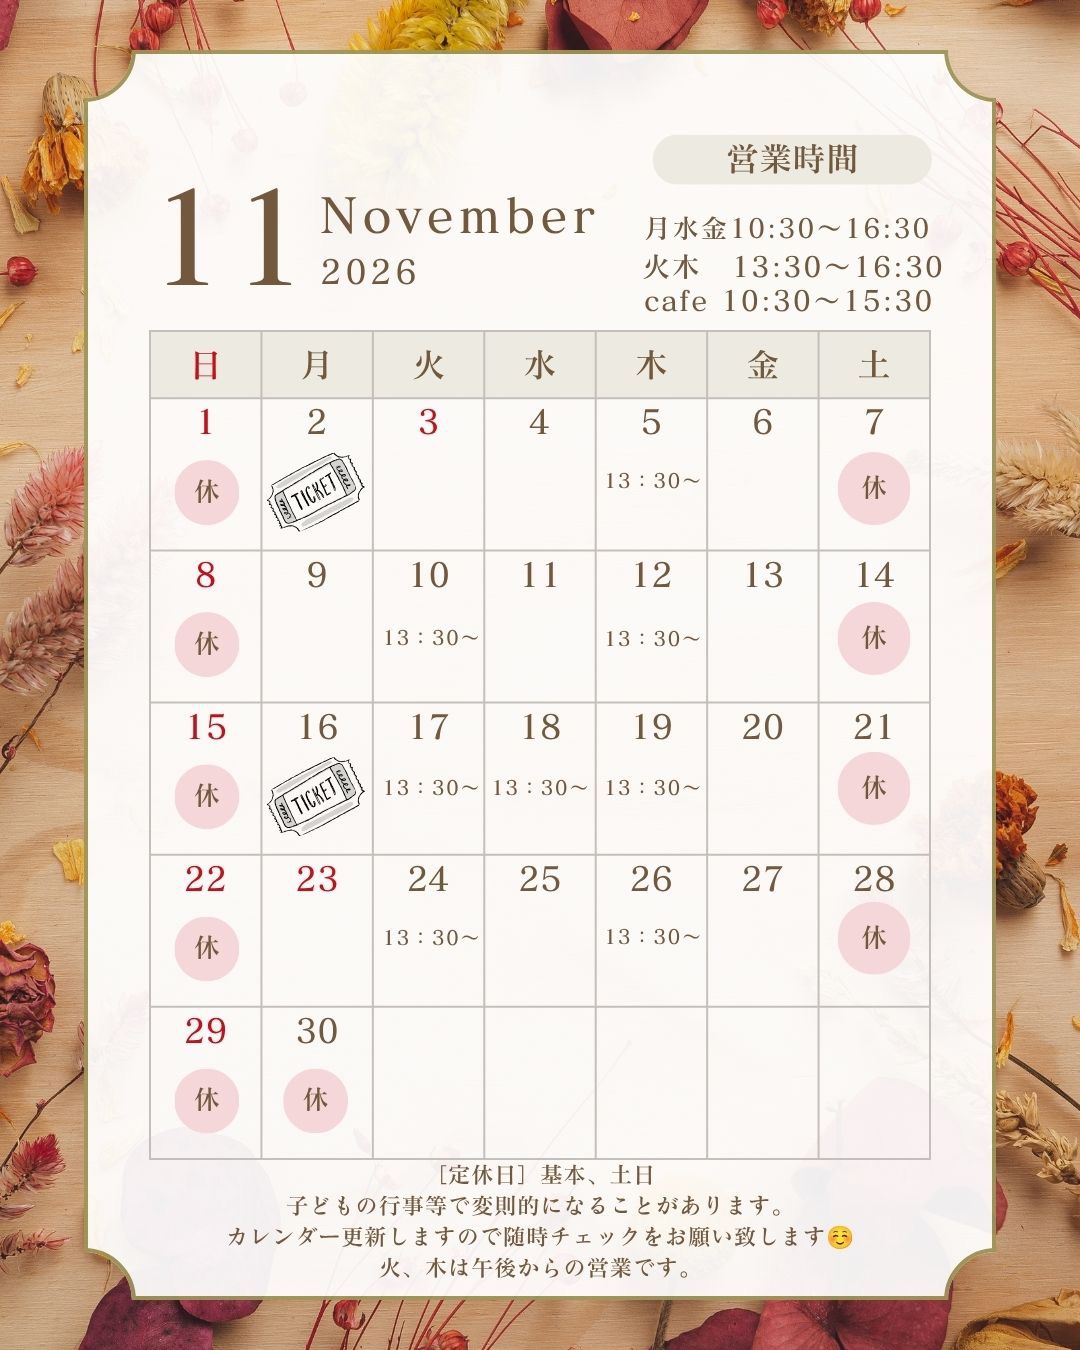 営業時間
11 November
2026
月水金10:30〜16:30
火木　13:30〜16:30
cafe 10:30〜15:30
日 月 火 水 木 金 土
1 2 3 4 5 6 7
休 TICKET 13：30〜 休
8 9 10 11 12 13 14
休 13：30〜 13：30〜 休
15 16 17 18 19 20 21
休 TICKET 13：30〜 13：30〜 13：30〜 休
22 23 24 25 26 27 28
休 13：30〜 13：30〜 休
29 30
休 休
［定休日］基本、土日
子どもの行事等で変則的になることがあります。
カレンダー更新しますので随時チェックをお願い致します☺️
火、木は午後からの営業です。